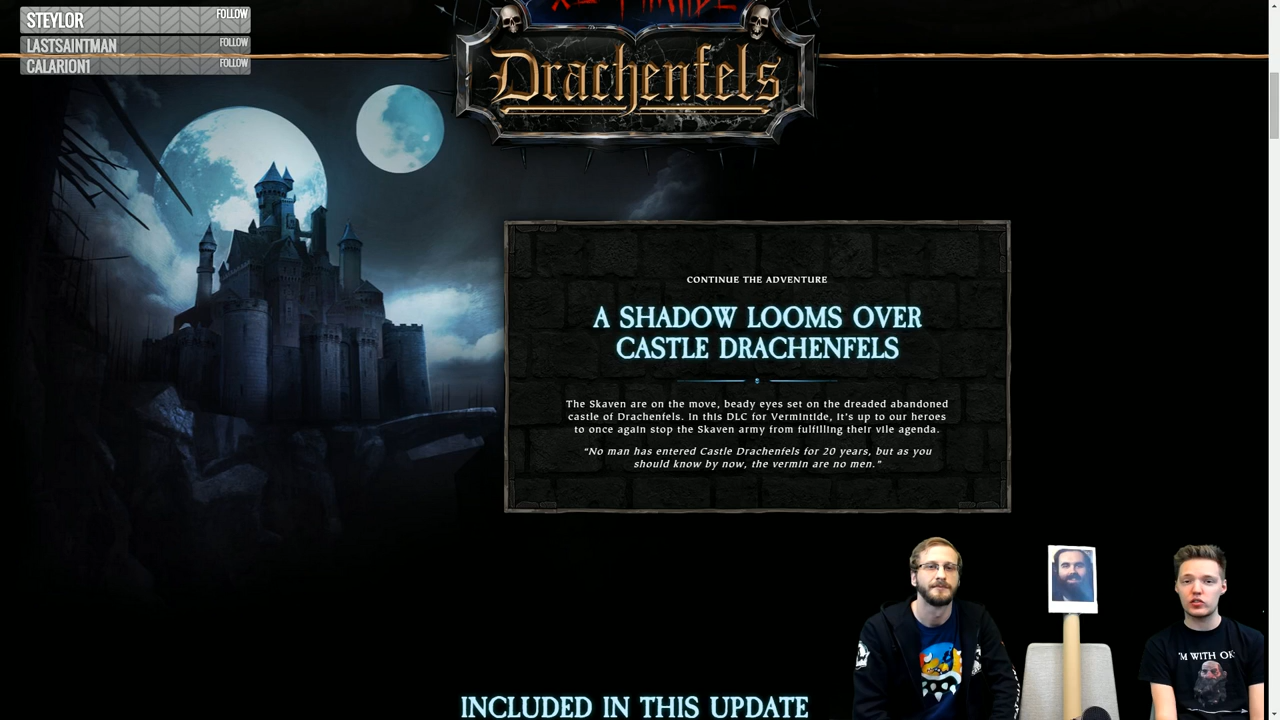 STEYLOR
FOLLOW
LASTSAINTMAN
FOLLOW
CALARION1
FOLLOW
Drachenfels
CONTINUE THE ADVENTURE
A SHADOW LOOMS OVER
CASTLE DRACHENFELS
The Skaven are on the move, beady eyes set on the dreaded abandoned
castle of Drachenfels. In this DLC for Vermintide, it's up to our heroes
to once again stop the Skaven army from fulfilling their vile agenda.
"No man has entered Castle Drachenfels for 20 years, but as you
should know by now, the vermin are no men."
INCLUDED IN THIS UPDATE
'M WITH